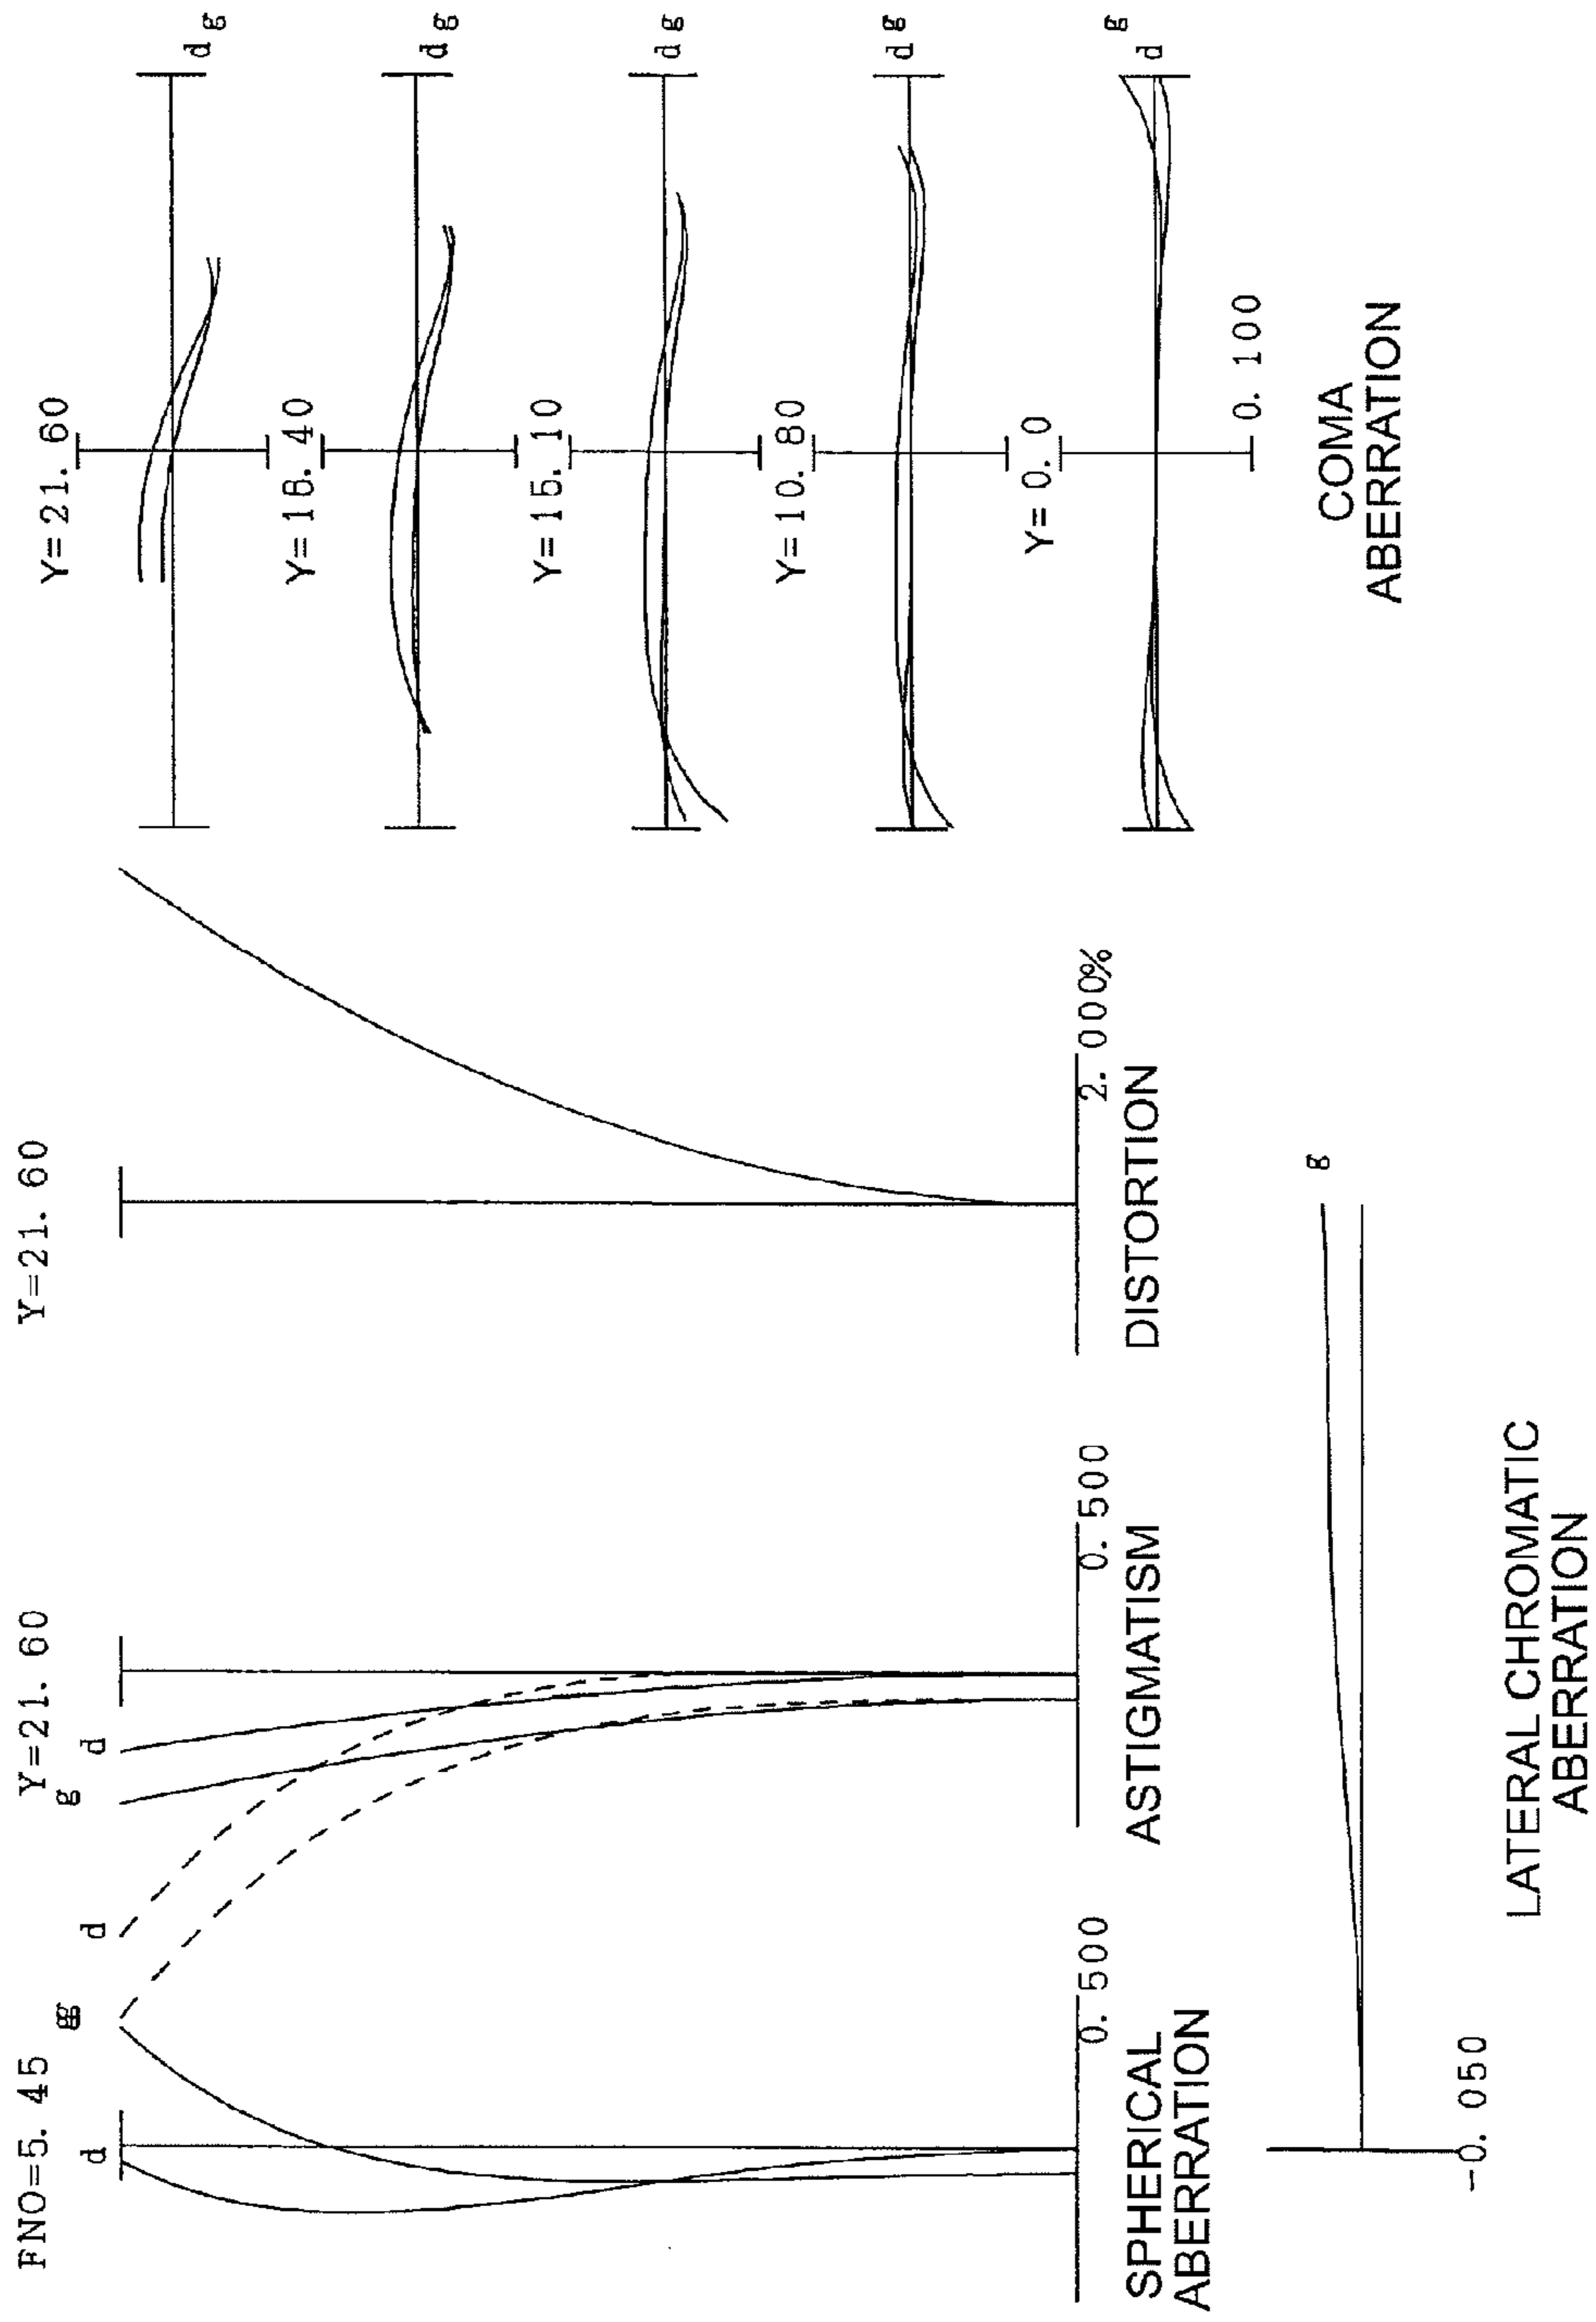 FNO=5. 45
d
g
SPHERICAL
ABERRATION
0. 500
Y=21. 60
g
d
g
d
ASTIGMATISM
0. 500
Y=21. 60
DISTORTION
2. 000%
Y=21. 60
d g
Y=18. 40
d g
Y=15. 10
d g
Y=10. 80
d g
Y= 0. 0
d g
0. 100
COMA
ABERRATION
g
-0. 050
LATERAL CHROMATIC
ABERRATION